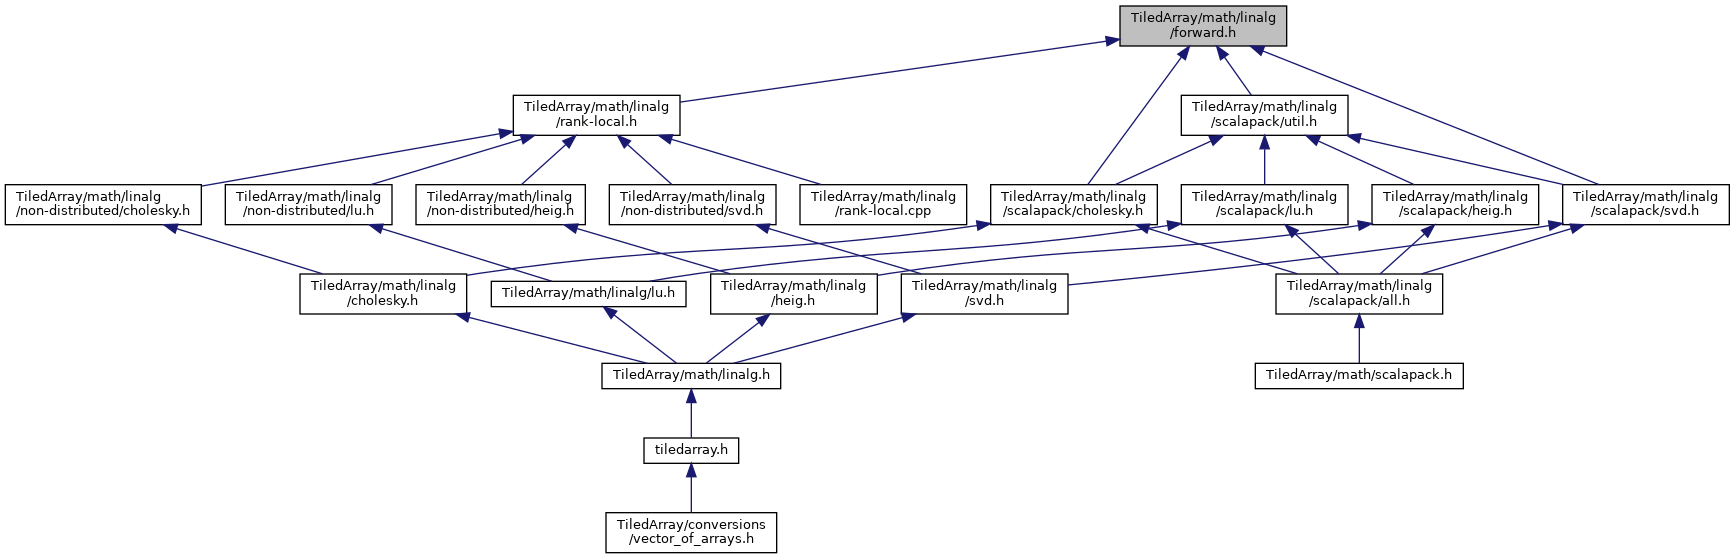 TiledArray/math/linalg
/forward.h
TiledArray/math/linalg
/rank-local.h
TiledArray/math/linalg
/scalapack/util.h
TiledArray/math/linalg
/non-distributed/cholesky.h
TiledArray/math/linalg
/non-distributed/lu.h
TiledArray/math/linalg
/non-distributed/heig.h
TiledArray/math/linalg
/non-distributed/svd.h
TiledArray/math/linalg
/rank-local.cpp
TiledArray/math/linalg
/scalapack/cholesky.h
TiledArray/math/linalg
/scalapack/lu.h
TiledArray/math/linalg
/scalapack/heig.h
TiledArray/math/linalg
/scalapack/svd.h
TiledArray/math/linalg
/cholesky.h
TiledArray/math/linalg/lu.h
TiledArray/math/linalg
/heig.h
TiledArray/math/linalg
/svd.h
TiledArray/math/linalg
/scalapack/all.h
TiledArray/math/linalg.h
TiledArray/math/scalapack.h
tiledarray.h
TiledArray/conversions
/vector_of_arrays.h